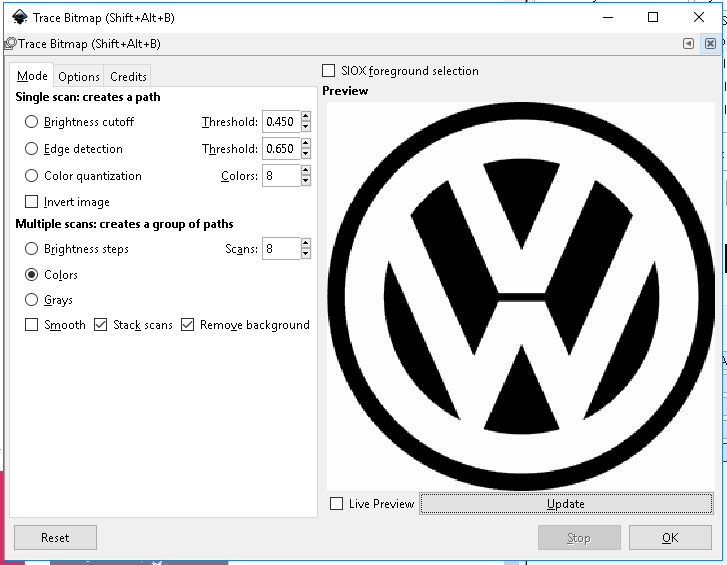 Trace Bitmap (Shift+Alt+B)
Trace Bitmap (Shift+Alt+B)
Mode Options Credits
SIOX foreground selection
Preview
Single scan: creates a path
Brightness cutoff Threshold: 0.450
Edge detection Threshold: 0.650
Color quantization Colors: 8
Invert image
Multiple scans: creates a group of paths
Brightness steps Scans: 8
Colors
Grays
Smooth Stack scans Remove background
Live Preview Update
Reset Stop OK